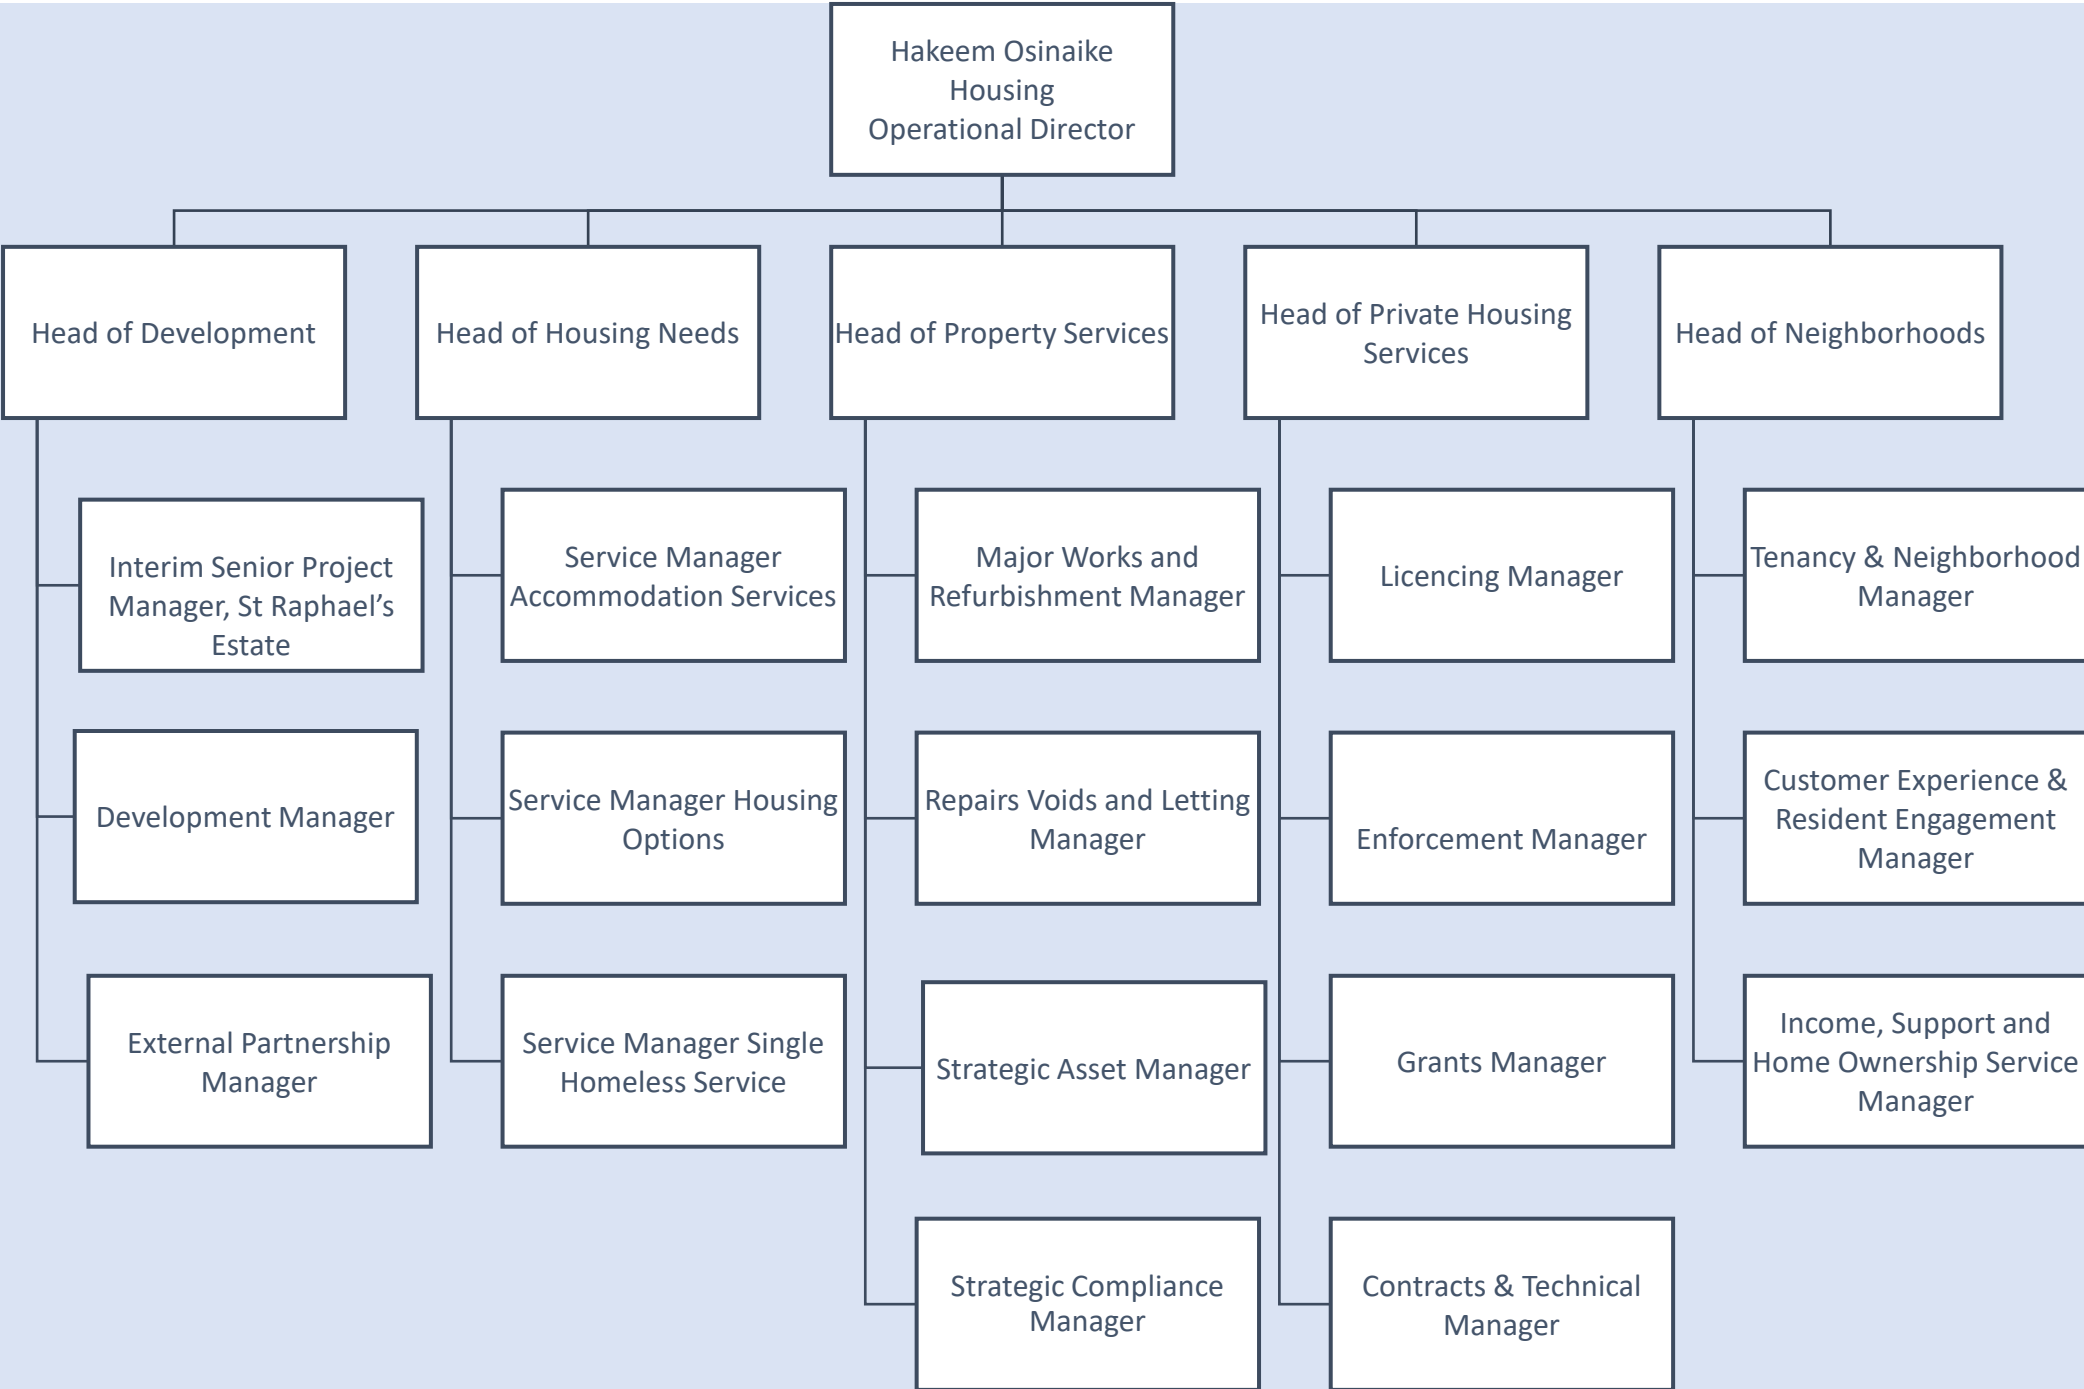 Hakeem Osinaike
Housing
Operational Director
Head of Development
Head of Housing Needs
Head of Property Services
Head of Private Housing
Services
Head of Neighborhoods
Interim Senior Project
Manager, St Raphael’s
Estate
Service Manager
Accommodation Services
Major Works and
Refurbishment Manager
Licencing Manager
Tenancy & Neighborhood
Manager
Development Manager
Service Manager Housing
Options
Repairs Voids and Letting
Manager
Enforcement Manager
Customer Experience &
Resident Engagement
Manager
External Partnership
Manager
Service Manager Single
Homeless Service
Strategic Asset Manager
Grants Manager
Income, Support and
Home Ownership Service
Manager
Strategic Compliance
Manager
Contracts & Technical
Manager